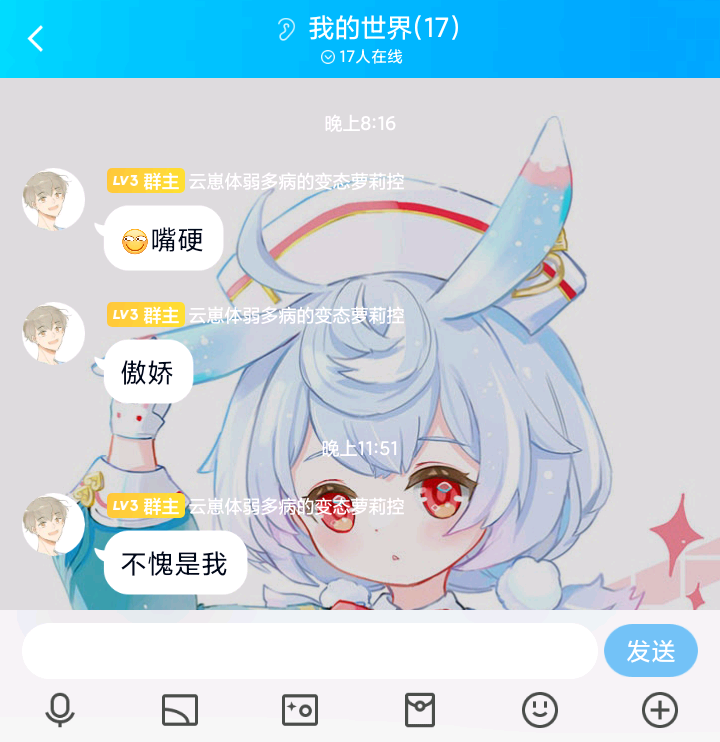 我的世界(17)
17人在线
晚上8:16
LV3 群主 云崽体弱多病的变态萝莉控
嘴硬
LV3 群主 云崽体弱多病的变态萝莉控
傲娇
晚上11:51
LV3 群主 云崽体弱多病的变态萝莉控
不愧是我
发送